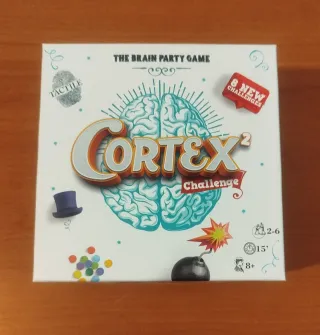 THE BRAIN PARTY GAME
TACTILE
8 NEW
CHALLENGES
CORTEX²
Challenge
2-6
15'
8+